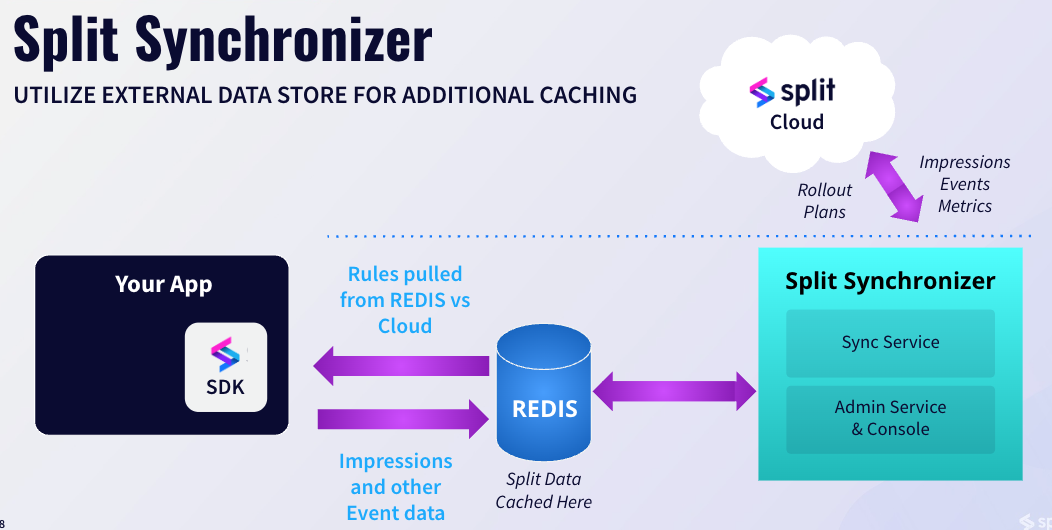 Split Synchronizer
UTILIZE EXTERNAL DATA STORE FOR ADDITIONAL CACHING
split
Cloud
Rollout
Plans
Impressions
Events
Metrics
Your App
SDK
Rules pulled
from REDIS vs
Cloud
Impressions
and other
Event data
REDIS
Split Data
Cached Here
Split Synchronizer
Sync Service
Admin Service
& Console
8